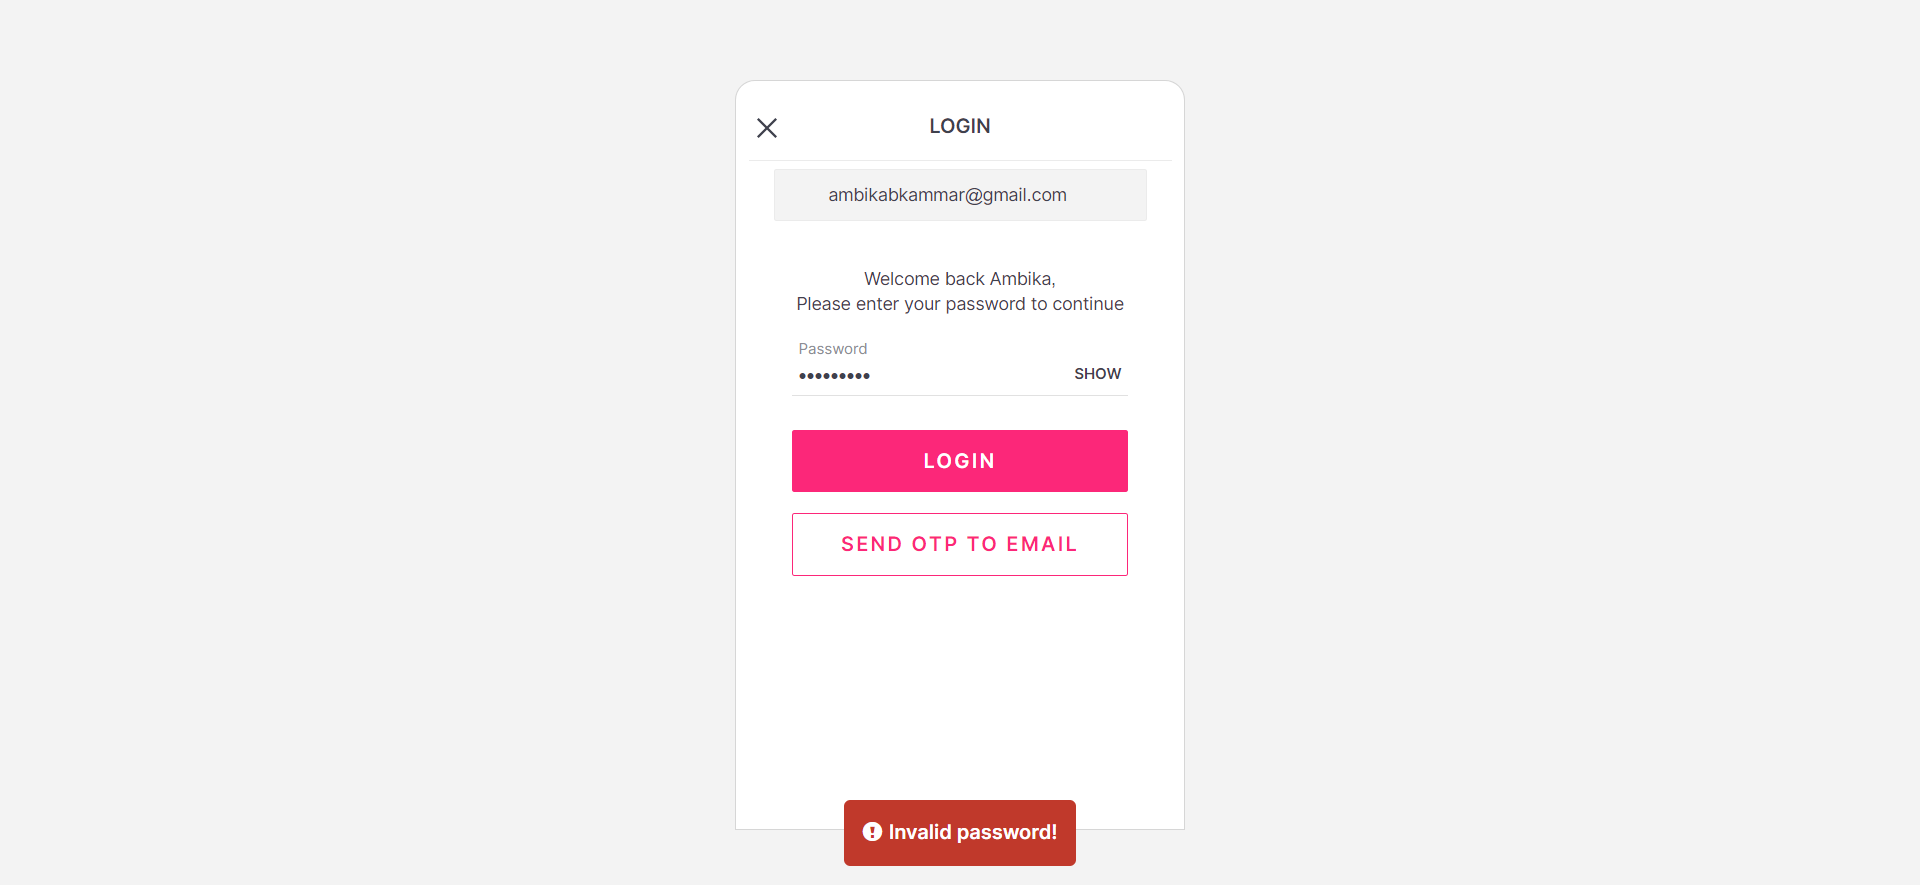 LOGIN
ambikabkammar@gmail.com
Welcome back Ambika,
Please enter your password to continue
Password
•••••••••
SHOW
LOGIN
SEND OTP TO EMAIL
Invalid password!